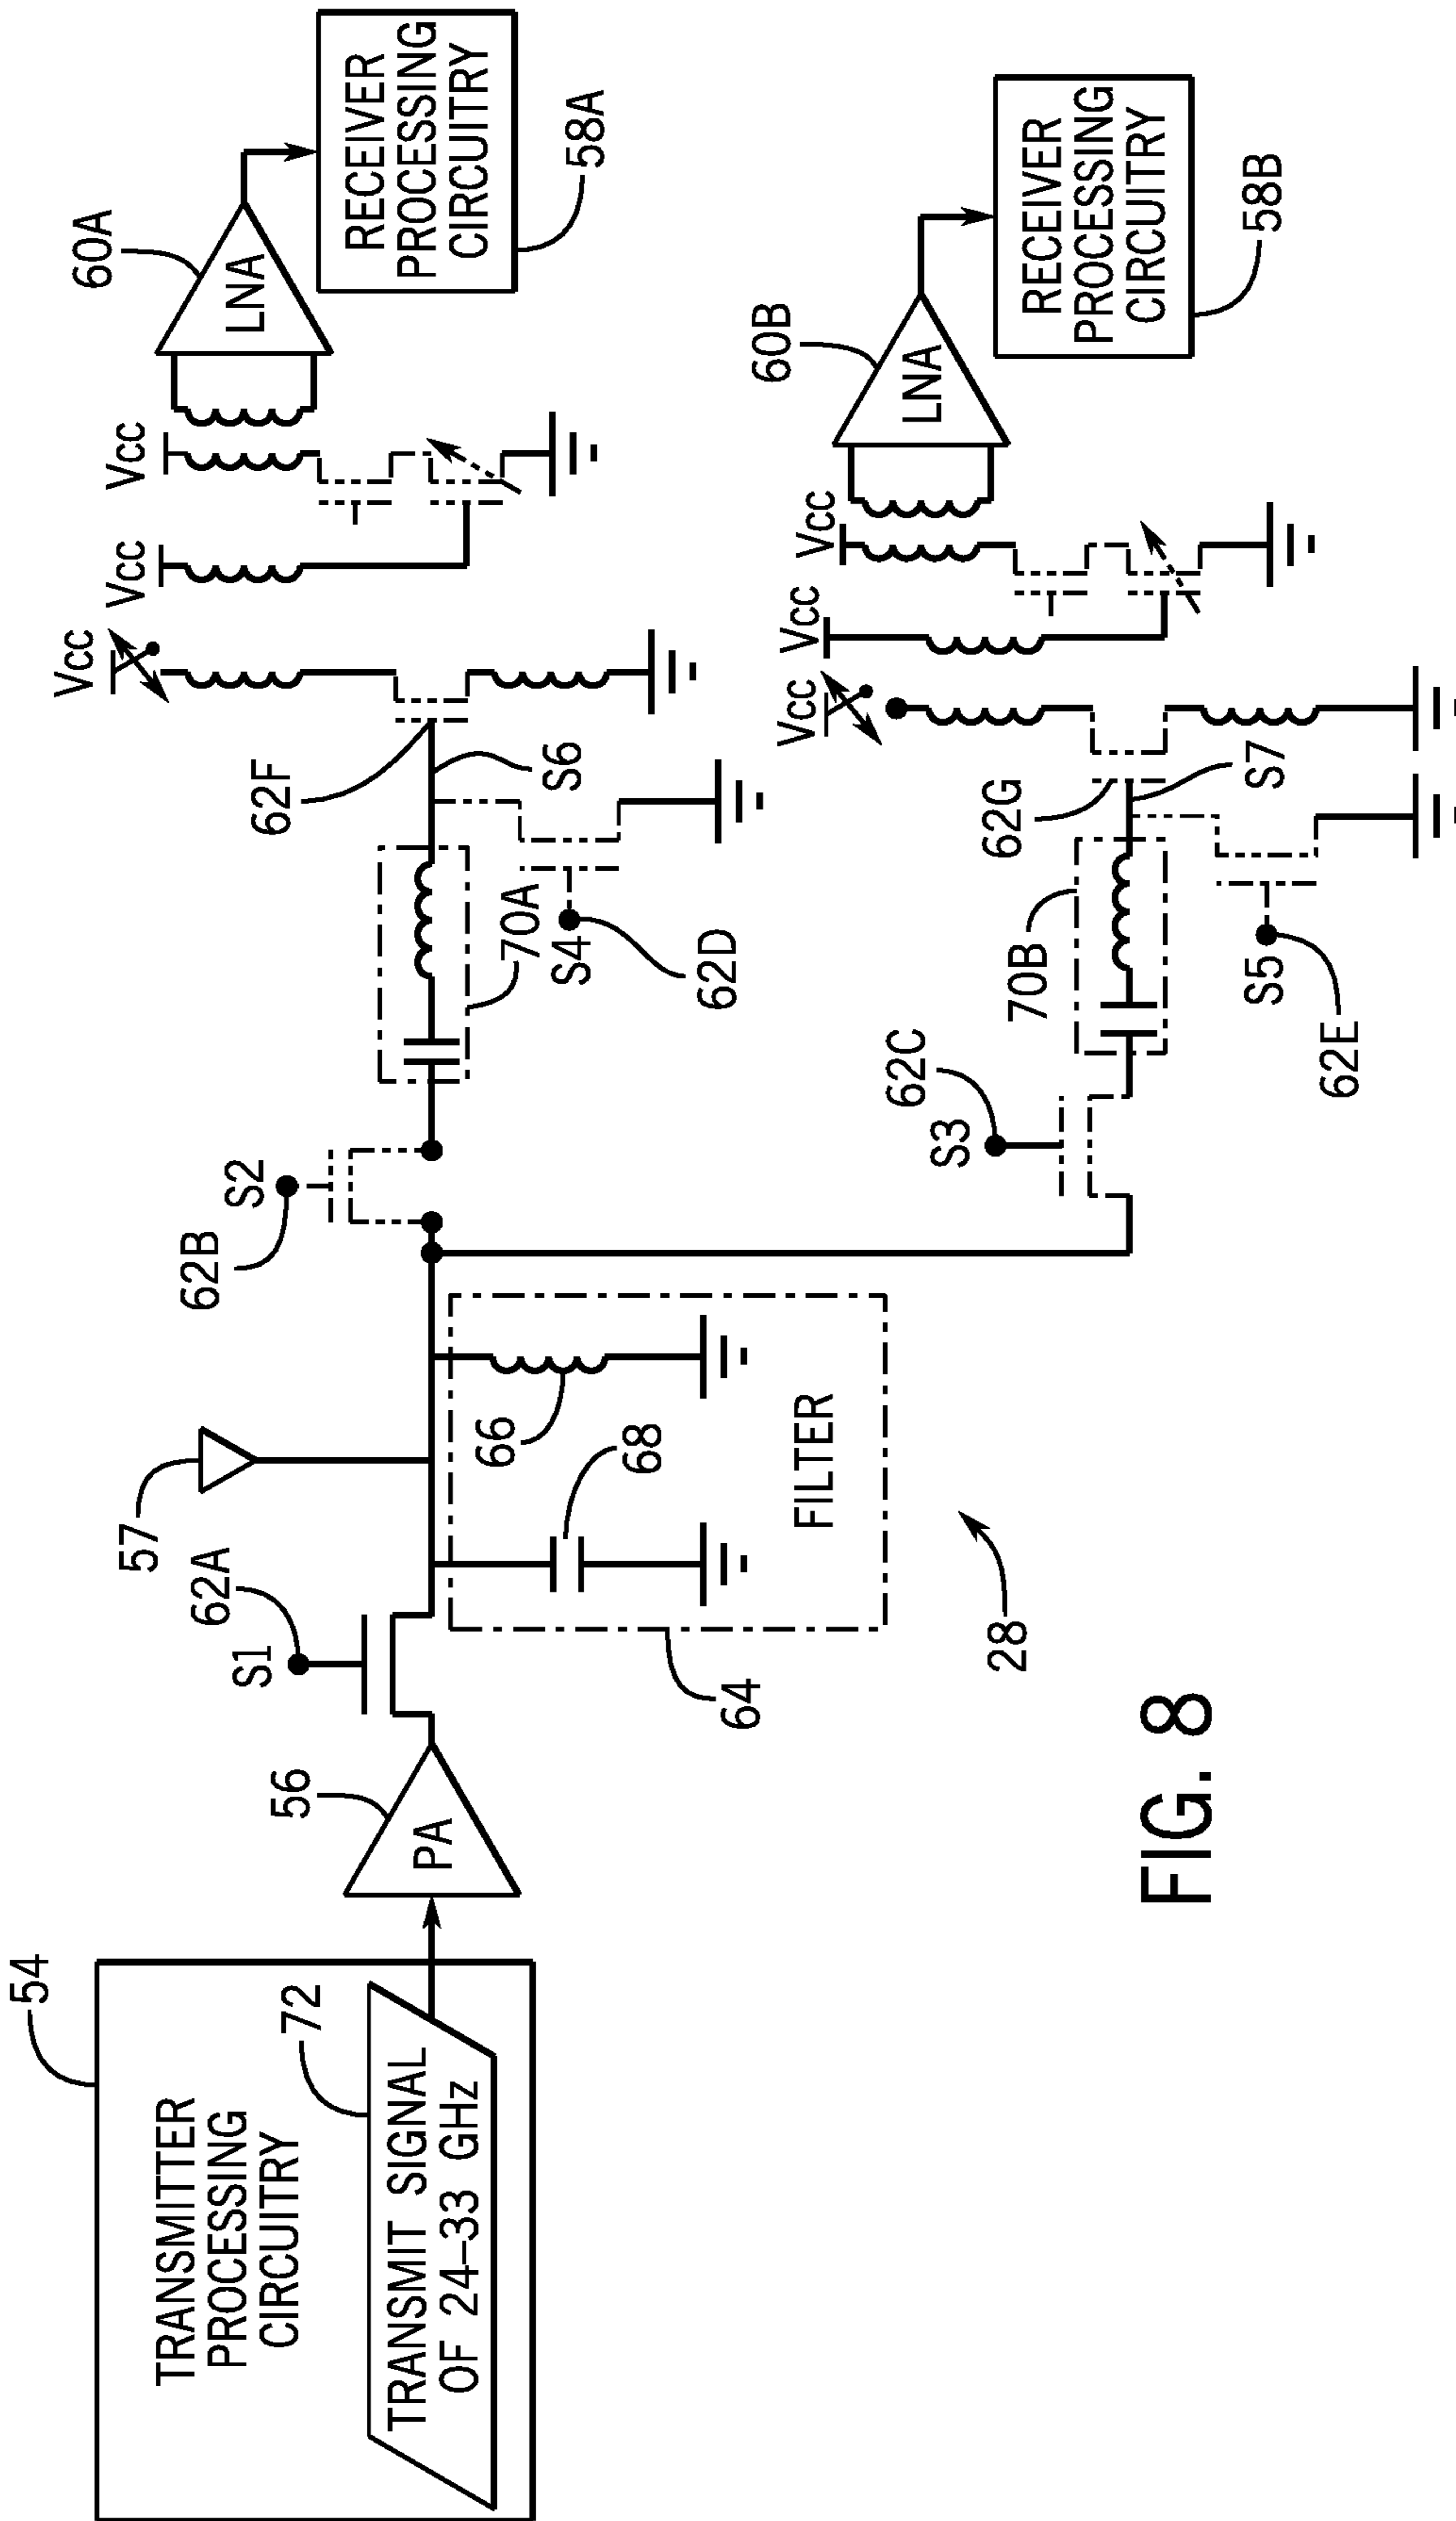 54
TRANSMITTER
PROCESSING
CIRCUITRY
72
TRANSMIT SIGNAL
OF 24–33 GHz
56
PA
S1
62A
57
64
68
66
FILTER
28
62B
S2
70A
S4
62D
62F
S6
Vcc
Vcc
Vcc
60A
LNA
RECEIVER
PROCESSING
CIRCUITRY
58A
62C
S3
70B
S5
62E
62G
S7
Vcc
Vcc
Vcc
60B
LNA
RECEIVER
PROCESSING
CIRCUITRY
58B
FIG. 8